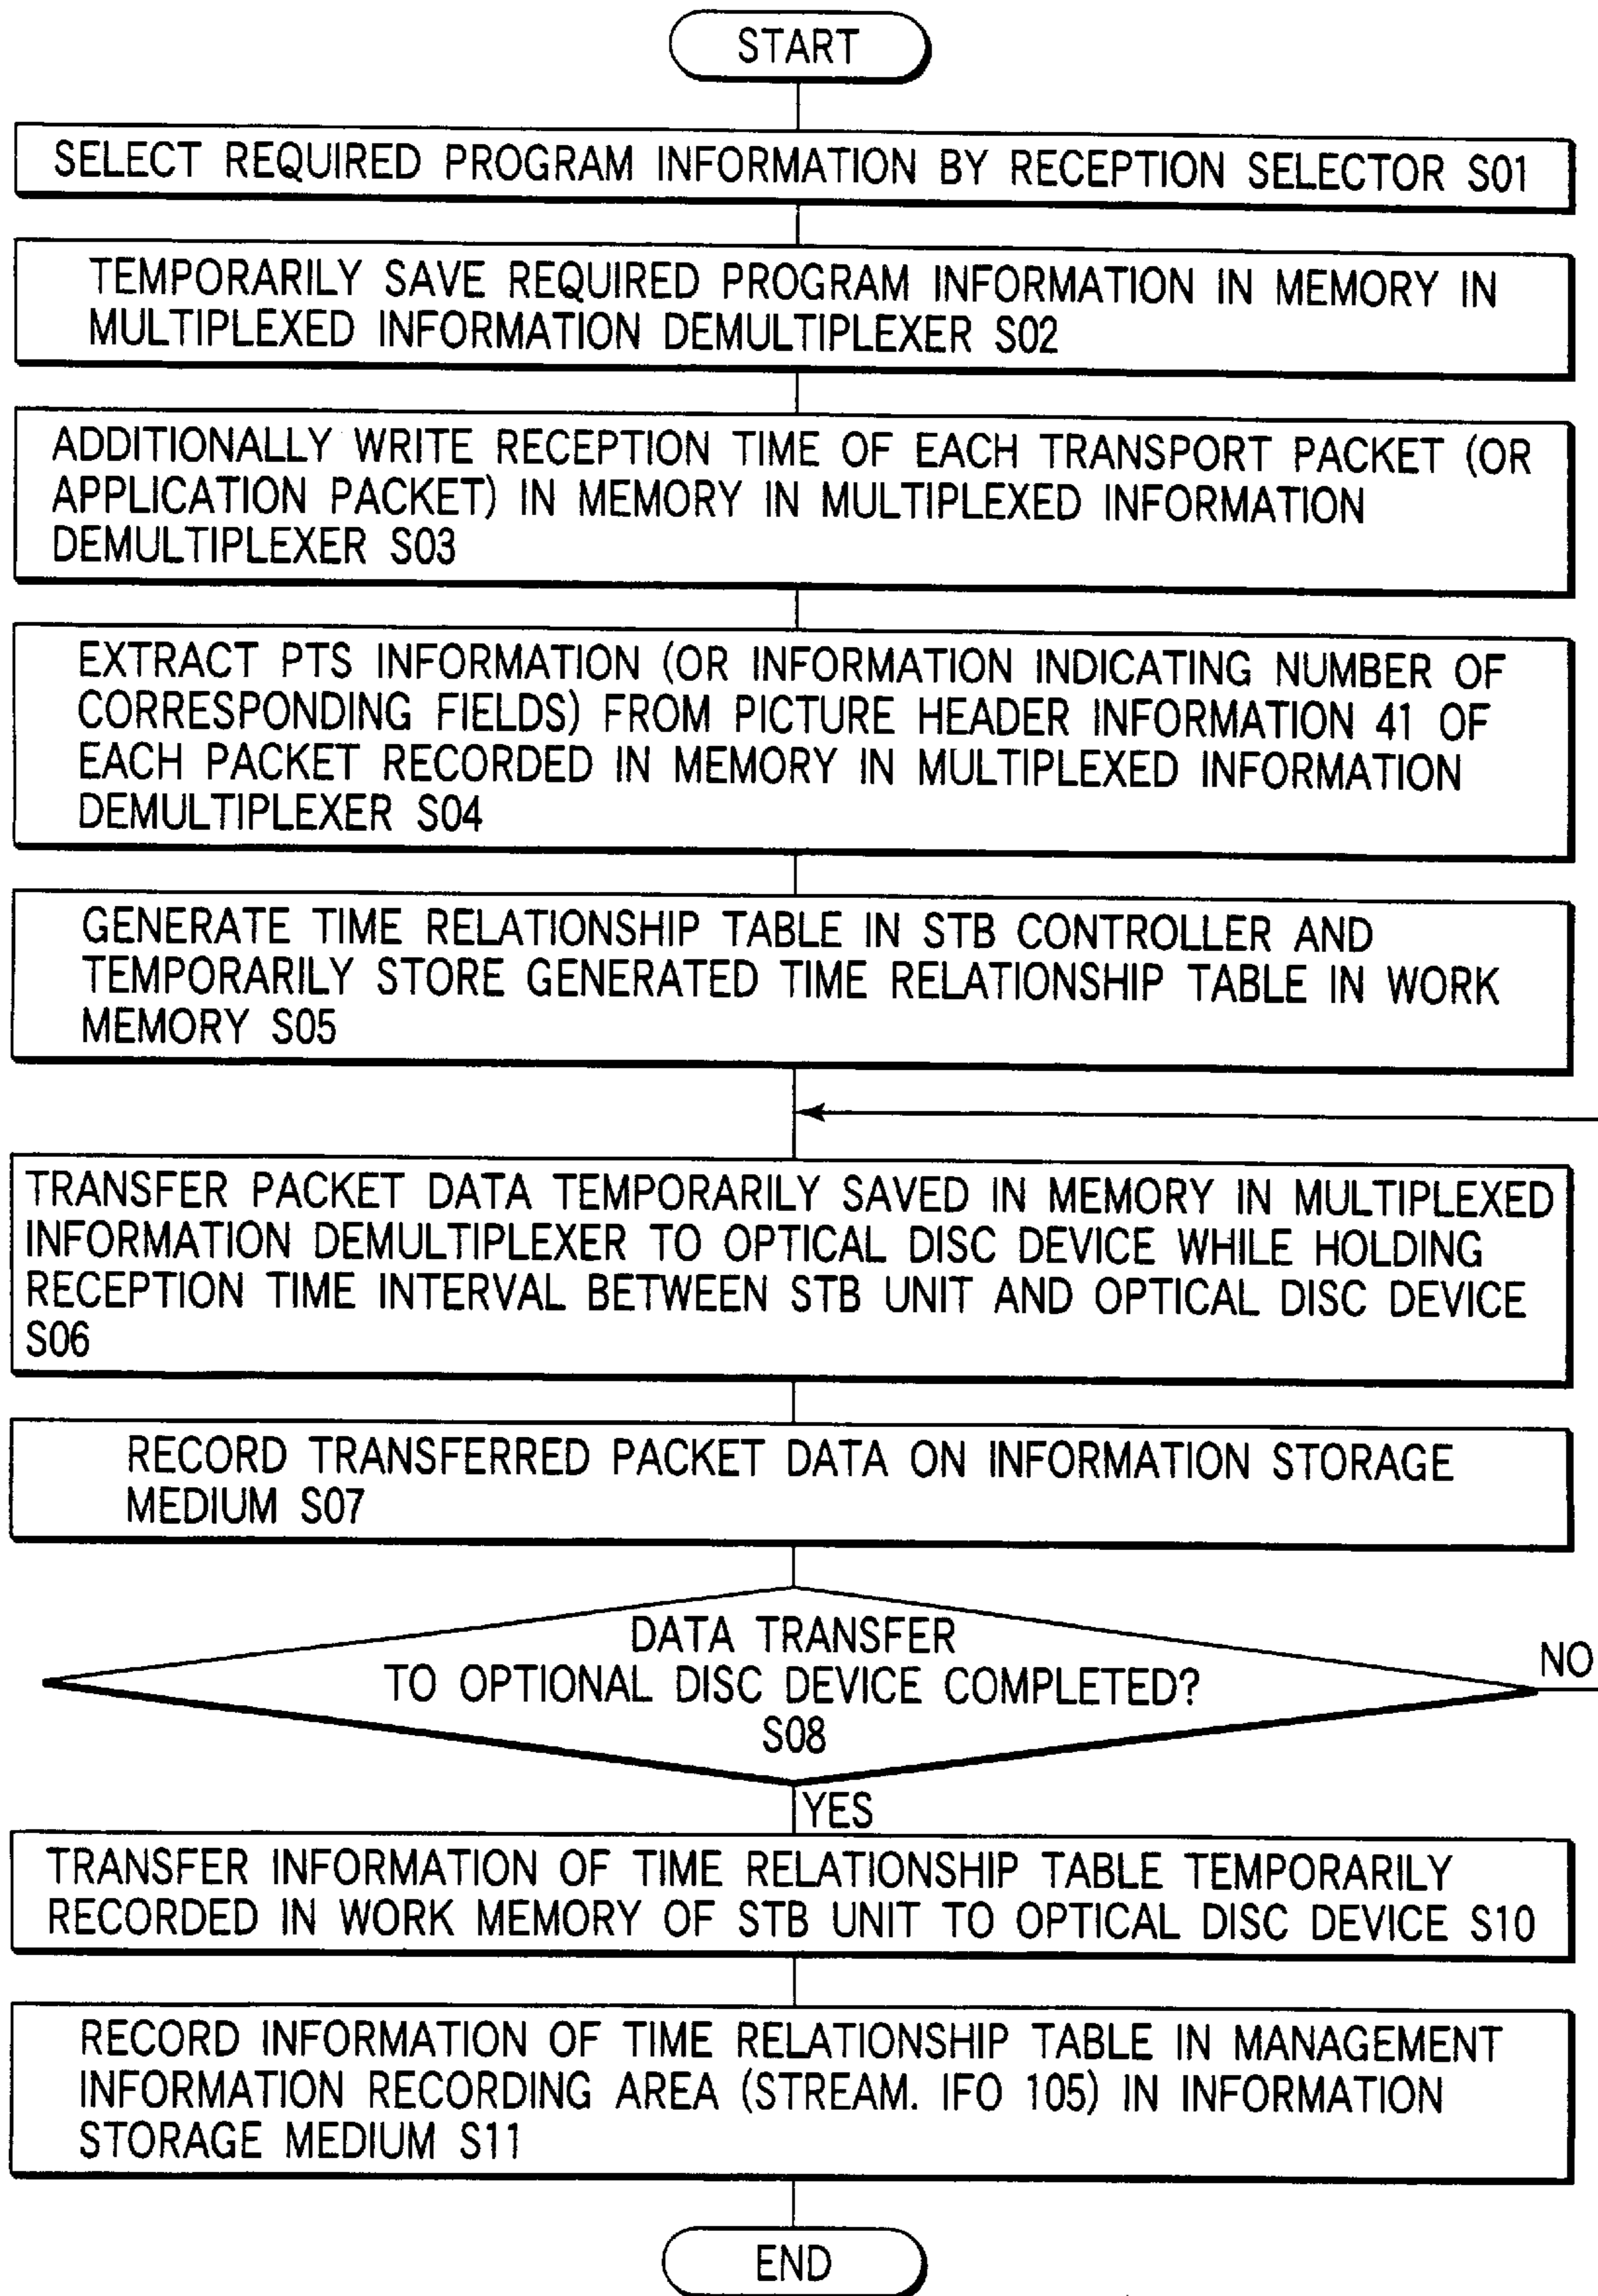 START
SELECT REQUIRED PROGRAM INFORMATION BY RECEPTION SELECTOR S01
TEMPORARILY SAVE REQUIRED PROGRAM INFORMATION IN MEMORY IN
MULTIPLEXED INFORMATION DEMULTIPLEXER S02
ADDITIONALLY WRITE RECEPTION TIME OF EACH TRANSPORT PACKET (OR
APPLICATION PACKET) IN MEMORY IN MULTIPLEXED INFORMATION
DEMULTIPLEXER S03
EXTRACT PTS INFORMATION (OR INFORMATION INDICATING NUMBER OF
CORRESPONDING FIELDS) FROM PICTURE HEADER INFORMATION 41 OF
EACH PACKET RECORDED IN MEMORY IN MULTIPLEXED INFORMATION
DEMULTIPLEXER S04
GENERATE TIME RELATIONSHIP TABLE IN STB CONTROLLER AND
TEMPORARILY STORE GENERATED TIME RELATIONSHIP TABLE IN WORK
MEMORY S05
TRANSFER PACKET DATA TEMPORARILY SAVED IN MEMORY IN MULTIPLEXED
INFORMATION DEMULTIPLEXER TO OPTICAL DISC DEVICE WHILE HOLDING
RECEPTION TIME INTERVAL BETWEEN STB UNIT AND OPTICAL DISC DEVICE
S06
RECORD TRANSFERRED PACKET DATA ON INFORMATION STORAGE
MEDIUM S07
DATA TRANSFER
TO OPTIONAL DISC DEVICE COMPLETED?
S08
NO
YES
TRANSFER INFORMATION OF TIME RELATIONSHIP TABLE TEMPORARILY
RECORDED IN WORK MEMORY OF STB UNIT TO OPTICAL DISC DEVICE S10
RECORD INFORMATION OF TIME RELATIONSHIP TABLE IN MANAGEMENT
INFORMATION RECORDING AREA (STREAM. IFO 105) IN INFORMATION
STORAGE MEDIUM S11
END